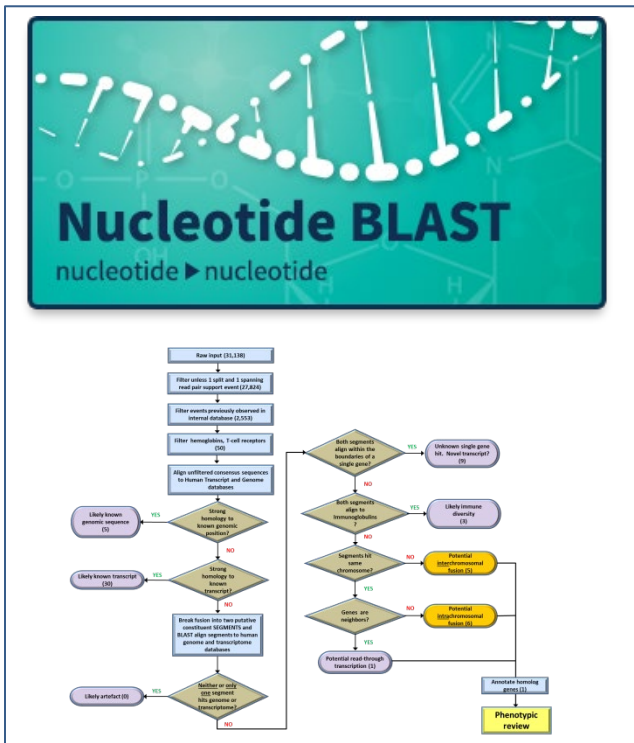 Nucleotide BLAST
nucleotide ▶ nucleotide
O
P
O
OH
O
N
N
H
H
Raw input (31,138)
Filter unless 1 split and 1 spanning
read pair support event (27,824)
Filter events previously observed in
internal database (2,553)
Filter hemoglobins, T-cell receptors
(50)
Align unfiltered consensus sequences
to Human Transcript and Genome
databases
Strong
homology to
known genomic
position?
YES
Likely known
genomic sequence
(5)
NO
Strong
homology to
known
transcript?
YES
Likely known transcript (30)
NO
Break fusion into two putative
constituent SEGMENTS and
BLAST align segments to human
genome and transcriptome
databases
Neither or only
one segment
hits genome or
transcriptome?
YES
Likely artefact (0)
NO
Both segments
align within the
boundaries of a
single gene?
YES
Unknown single gene
hit. Novel transcript?
(9)
NO
Both segments
align to
immunoglobulins
?
YES
Likely immune
diversity
(3)
NO
Segments hit
same
chromosome?
NO
Potential
interchromosomal
fusion (5)
YES
Genes are
neighbors?
NO
Potential
intrachromosomal
fusion (6)
YES
Potential read-through
transcription (1)
Annotate homolog
genes (1)
Phenotypic
review